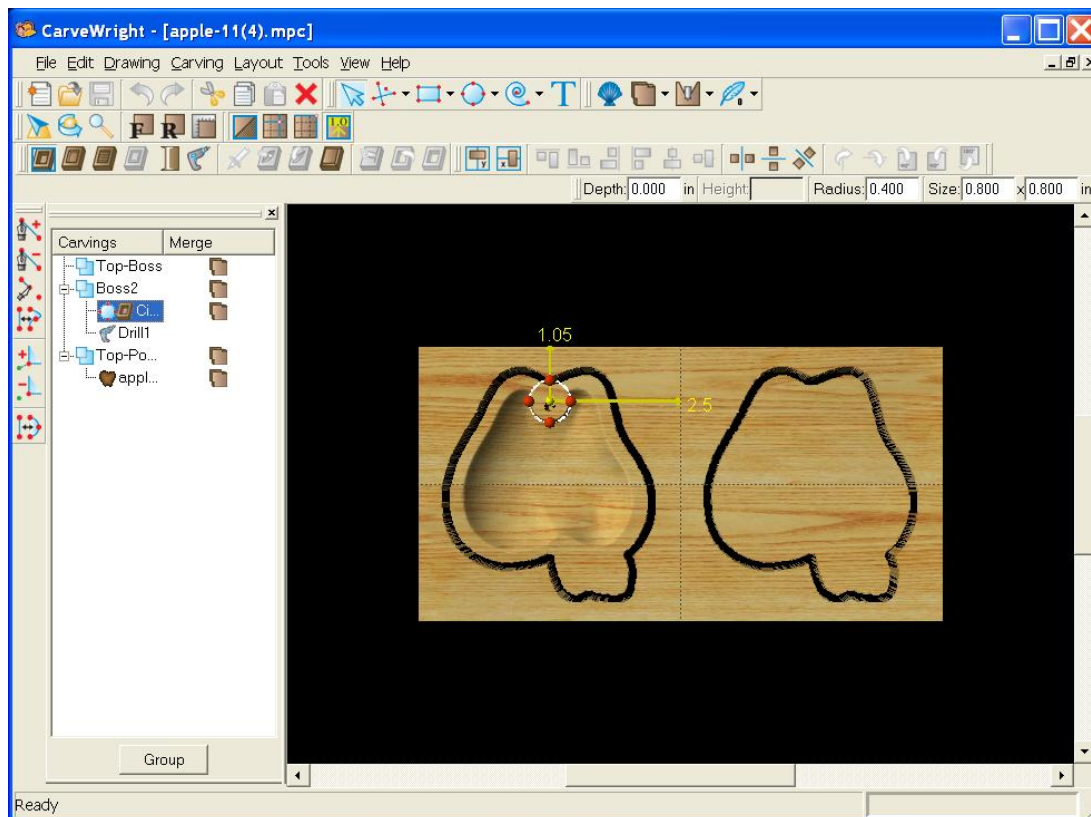 CarveWright - [apple-11(4).mpc]
File Edit Drawing Carving Layout Tools View Help
T
F R 1.0
Depth: 0.000 in Height: Radius: 0.400 Size: 0.800 x 0.800 in
Carvings Merge
Top-Boss
Boss2
Ci...
Drill1
Top-Po...
appl...
1.05
2.5
Group
Ready